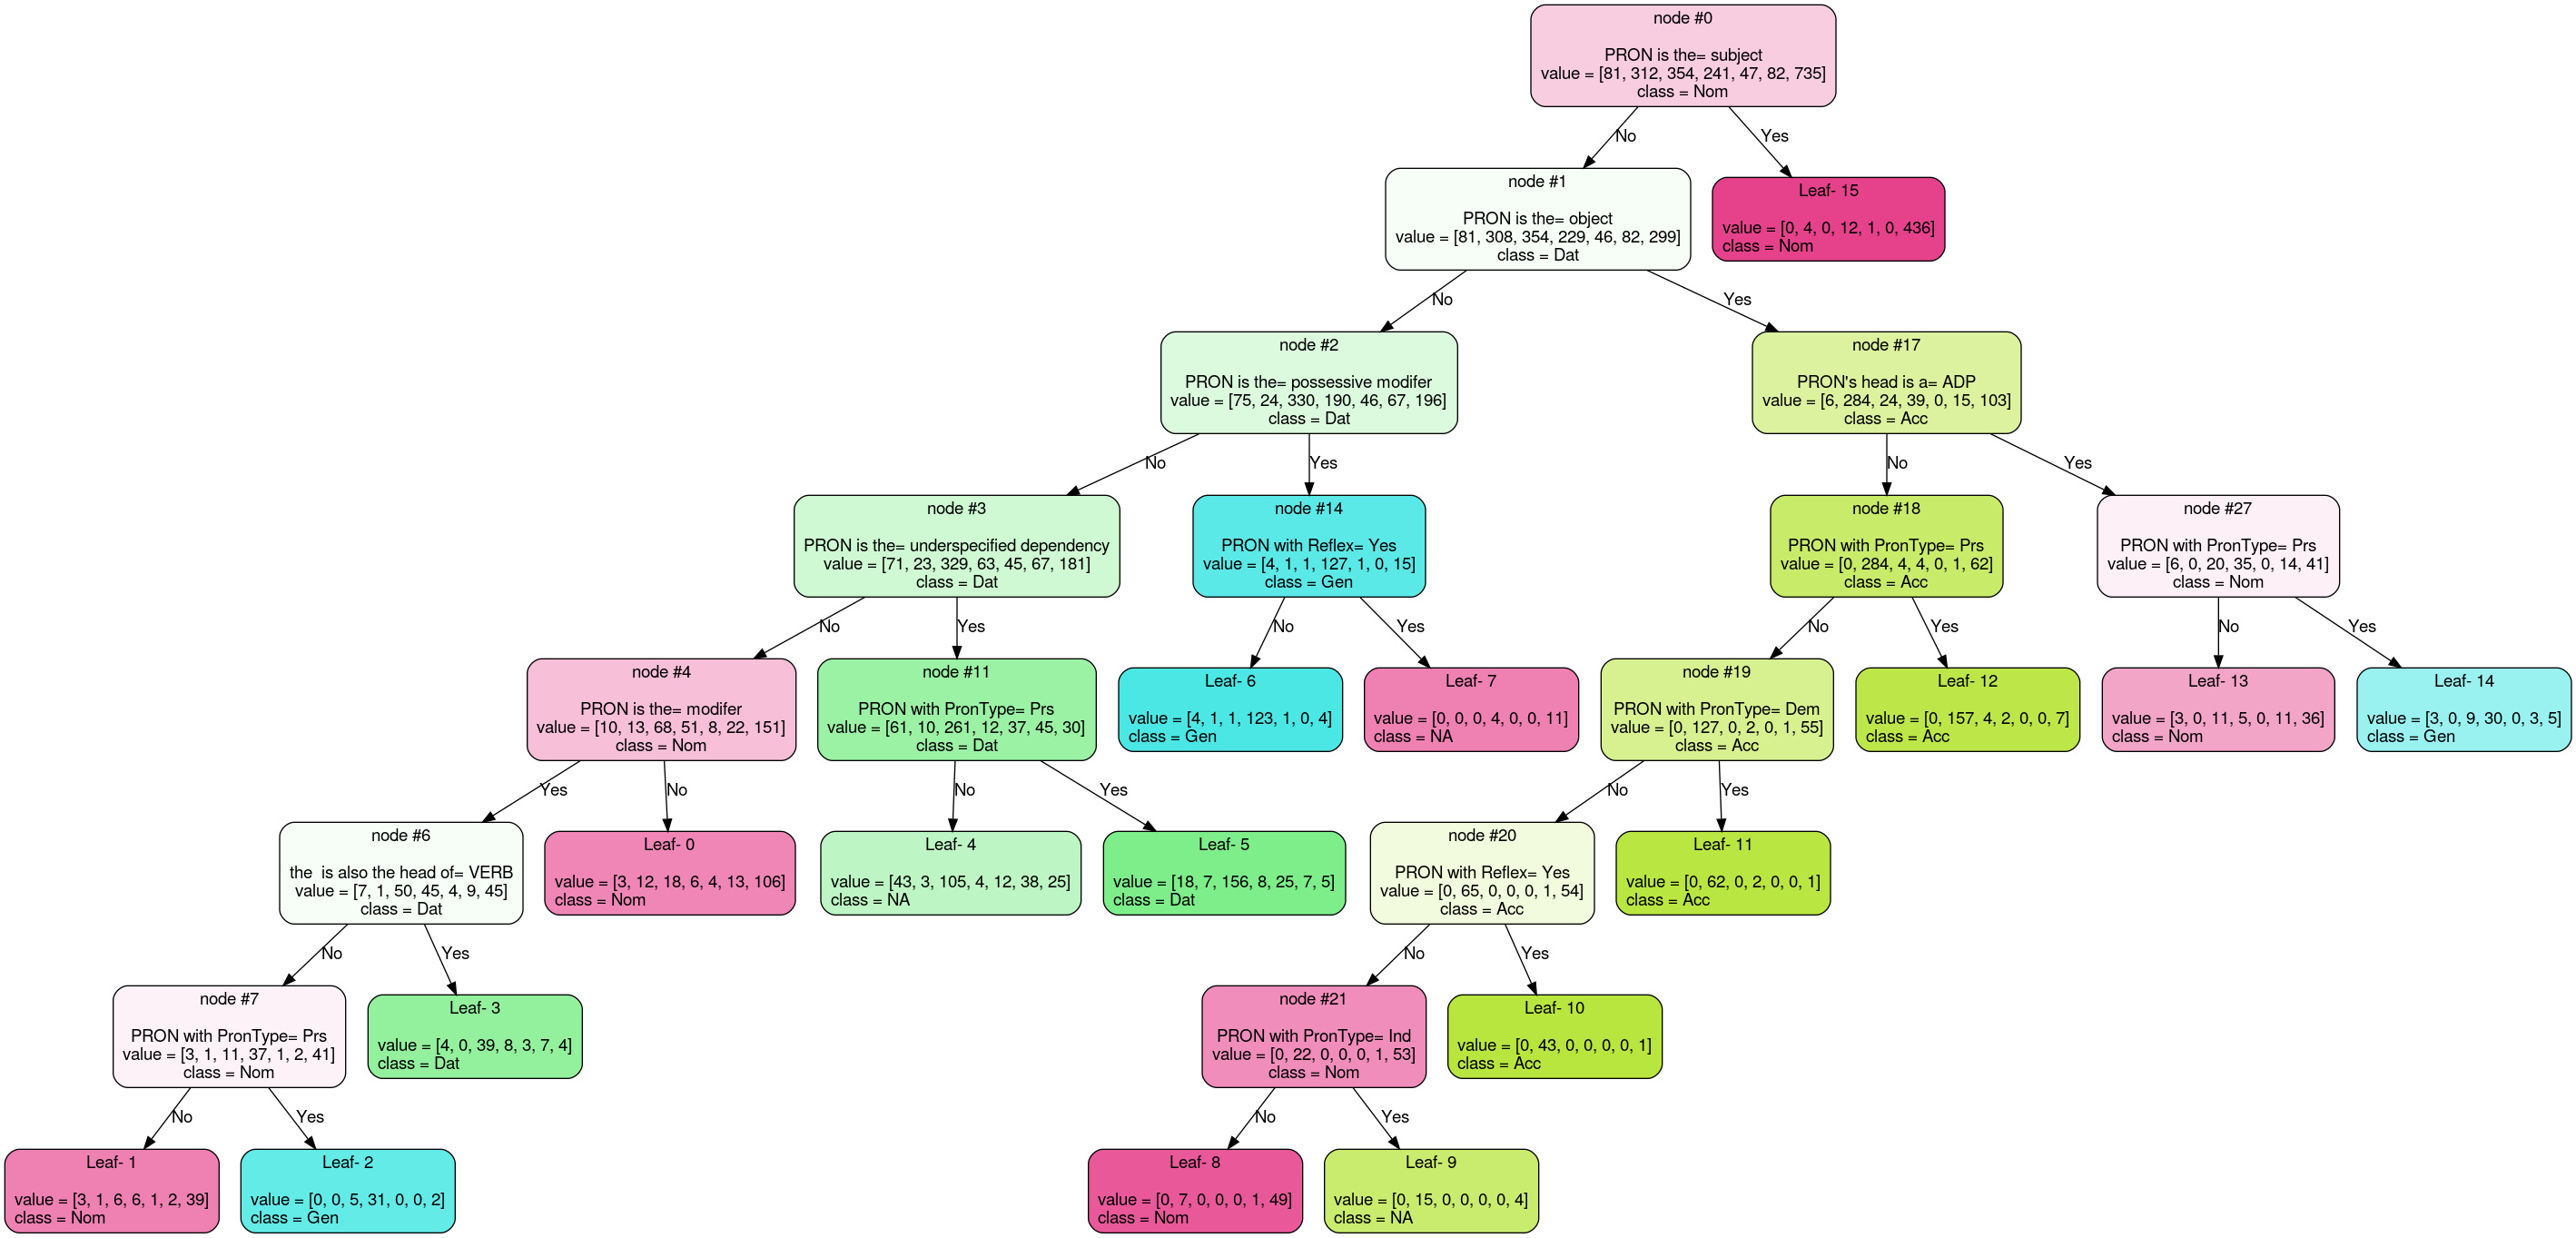 node #0
PRON is the= subject
value = [81, 312, 354, 241, 47, 82, 735]
class = Nom
No
Yes
node #1
PRON is the= object
value = [81, 308, 354, 229, 46, 82, 299]
class = Dat
Leaf- 15
value = [0, 4, 0, 12, 1, 0, 436]
class = Nom
No
Yes
node #2
PRON is the= possessive modifer
value = [75, 24, 330, 190, 46, 67, 196]
class = Dat
node #17
PRON's head is a= ADP
value = [6, 284, 24, 39, 0, 15, 103]
class = Acc
No
Yes
No
Yes
node #3
PRON is the= underspecified dependency
value = [71, 23, 329, 63, 45, 67, 181]
class = Dat
node #14
PRON with Reflex= Yes
value = [4, 1, 1, 127, 1, 0, 15]
class = Gen
node #18
PRON with PronType= Prs
value = [0, 284, 4, 4, 0, 1, 62]
class = Acc
node #27
PRON with PronType= Prs
value = [6, 0, 20, 35, 0, 14, 41]
class = Nom
No
Yes
No
Yes
No
Yes
No
Yes
node #4
PRON is the= modifer
value = [10, 13, 68, 51, 8, 22, 151]
class = Nom
node #11
PRON with PronType= Prs
value = [61, 10, 261, 12, 37, 45, 30]
class = Dat
Leaf- 6
value = [4, 1, 1, 123, 1, 0, 4]
class = Gen
Leaf- 7
value = [0, 0, 0, 4, 0, 0, 11]
class = NA
node #19
PRON with PronType= Dem
value = [0, 127, 0, 2, 0, 1, 55]
class = Acc
Leaf- 12
value = [0, 157, 4, 2, 0, 0, 7]
class = Acc
Leaf- 13
value = [3, 0, 11, 5, 0, 11, 36]
class = Nom
Leaf- 14
value = [3, 0, 9, 30, 0, 3, 5]
class = Gen
Yes
No
No
Yes
No
Yes
node #6
the  is also the head of= VERB
value = [7, 1, 50, 45, 4, 9, 45]
class = Dat
Leaf- 0
value = [3, 12, 18, 6, 4, 13, 106]
class = Nom
Leaf- 4
value = [43, 3, 105, 4, 12, 38, 25]
class = NA
Leaf- 5
value = [18, 7, 156, 8, 25, 7, 5]
class = Dat
node #20
PRON with Reflex= Yes
value = [0, 65, 0, 0, 0, 1, 54]
class = Acc
Leaf- 11
value = [0, 62, 0, 2, 0, 0, 1]
class = Acc
No
Yes
No
Yes
node #7
PRON with PronType= Prs
value = [3, 1, 11, 37, 1, 2, 41]
class = Nom
Leaf- 3
value = [4, 0, 39, 8, 3, 7, 4]
class = Dat
node #21
PRON with PronType= Ind
value = [0, 22, 0, 0, 0, 1, 53]
class = Nom
Leaf- 10
value = [0, 43, 0, 0, 0, 0, 1]
class = Acc
No
Yes
No
Yes
Leaf- 1
value = [3, 1, 6, 6, 1, 2, 39]
class = Nom
Leaf- 2
value = [0, 0, 5, 31, 0, 0, 2]
class = Gen
Leaf- 8
value = [0, 7, 0, 0, 0, 1, 49]
class = Nom
Leaf- 9
value = [0, 15, 0, 0, 0, 0, 4]
class = NA